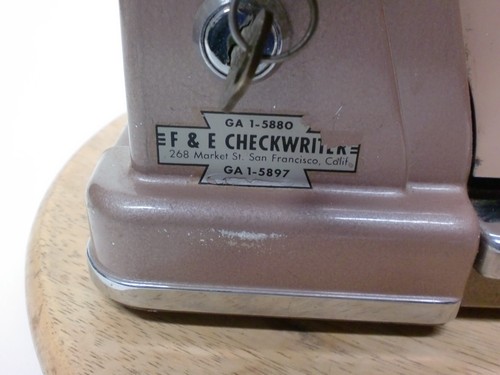 GA 1-5880
F & E CHECKWRITER
268 Market St. San Francisco, Calif.
GA 1-5897